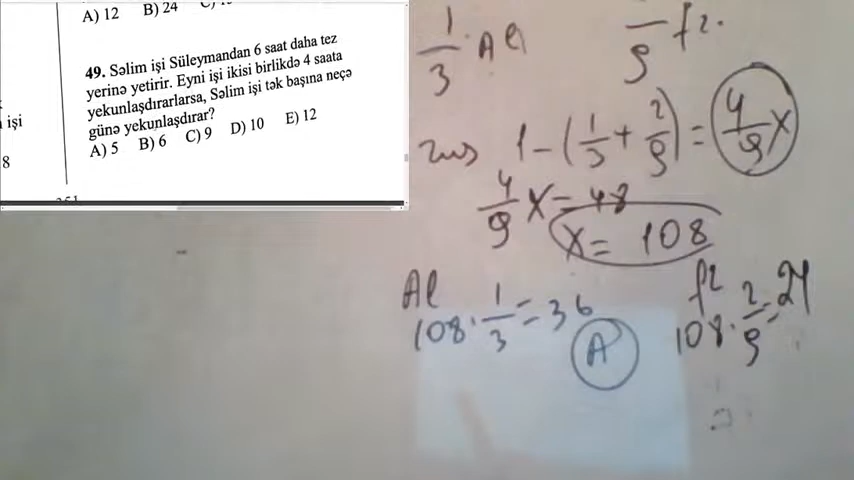 A) 12 B) 24
49. Səlim işi Süleymandan 6 saat daha tez
yerinə yetirir. Eyni işi ikisi birlikdə 4 saata
yekunlaşdırarlarsa, Səlim işi tək başına neçə
günə yekunlaşdırar?
A) 5 B) 6 C) 9 D) 10 E) 12
işi
8
1/3 · Al
1 - (1/3 + 2/9) = 4/9 x
4/9 x = 48
x = 108
Al
108 · 1/3 = 36
A
108 · 2/9 = 24